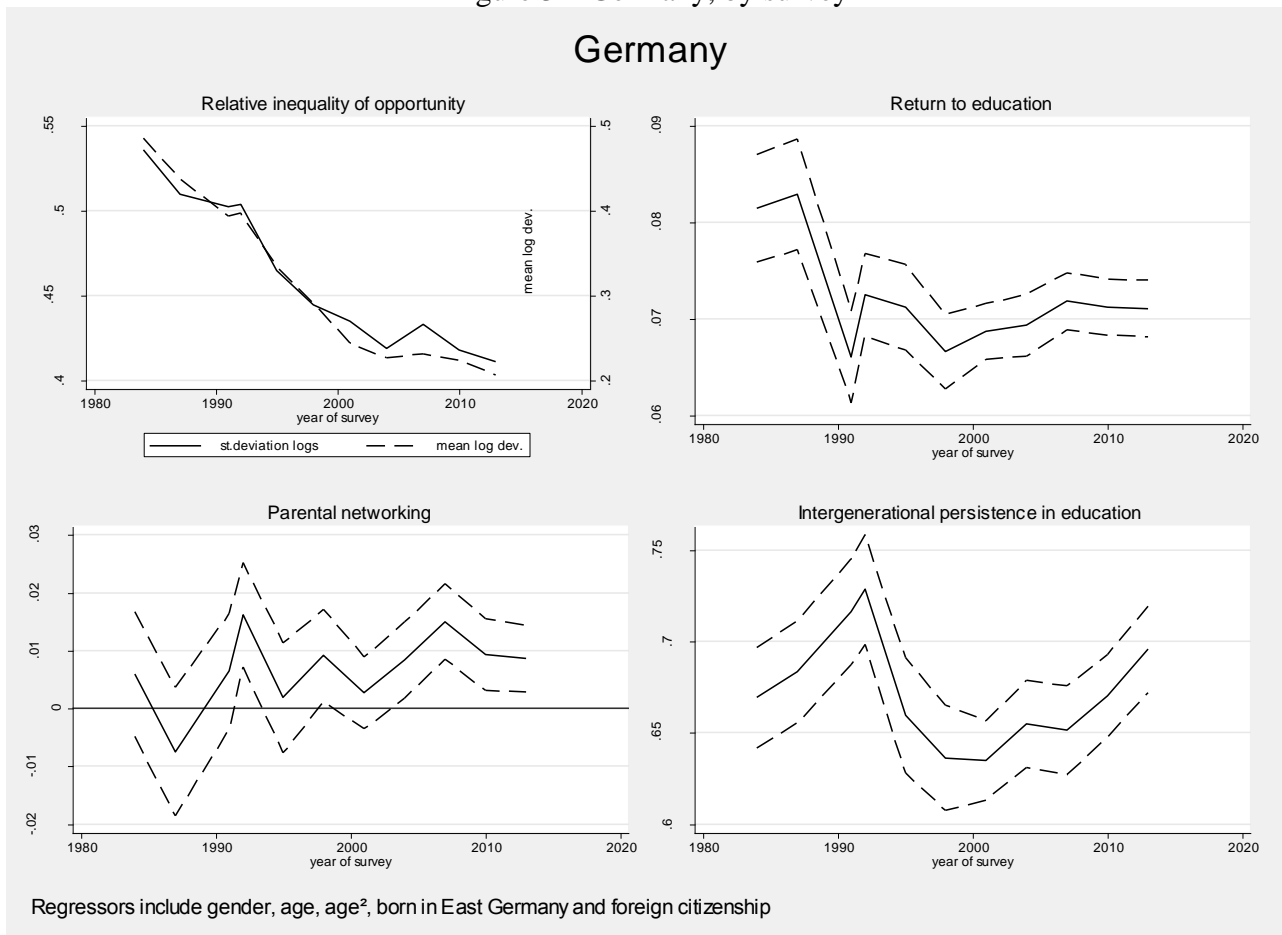 Germany
Relative inequality of opportunity
.55
.5
.45
.4
.5
.4
.3
.2
mean log dev.
1980 1990 2000 2010 2020
year of survey
st.deviation logs mean log dev.
Return to education
.09
.08
.07
.06
1980 1990 2000 2010 2020
year of survey
Parental networking
.03
.02
.01
0
-.01
-.02
1980 1990 2000 2010 2020
year of survey
Intergenerational persistence in education
.75
.7
.65
.6
1980 1990 2000 2010 2020
year of survey
Regressors include gender, age, age², born in East Germany and foreign citizenship